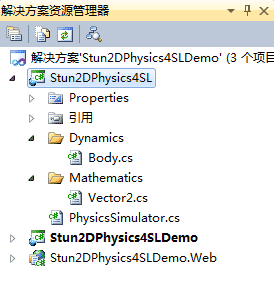 解决方案资源管理器
解决方案'Stun2DPhysics4SLDemo' (3 个项目
Stun2DPhysics4SL
Properties
引用
Dynamics
Body.cs
Mathematics
Vector2.cs
PhysicsSimulator.cs
Stun2DPhysics4SLDemo
Stun2DPhysics4SLDemo.Web